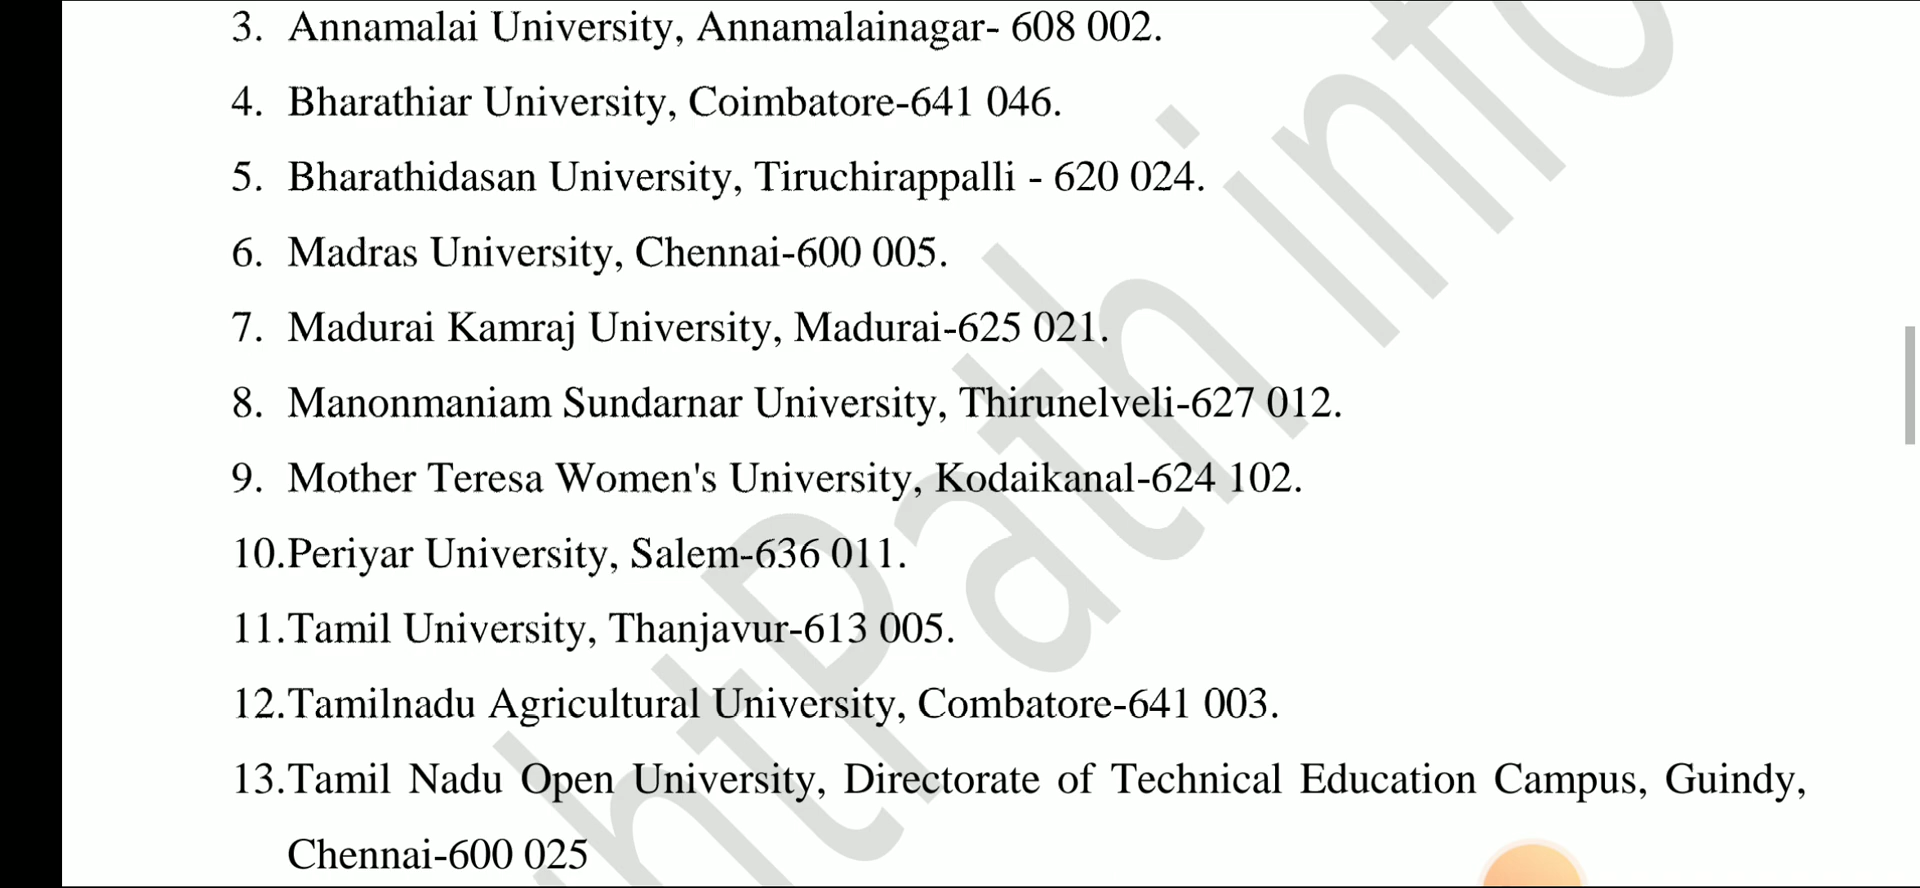 3. Annamalai University, Annamalainagar- 608 002.
4. Bharathiar University, Coimbatore-641 046.
5. Bharathidasan University, Tiruchirappalli - 620 024.
6. Madras University, Chennai-600 005.
7. Madurai Kamraj University, Madurai-625 021.
8. Manonmaniam Sundarnar University, Thirunelveli-627 012.
9. Mother Teresa Women's University, Kodaikanal-624 102.
10.Periyar University, Salem-636 011.
11.Tamil University, Thanjavur-613 005.
12.Tamilnadu Agricultural University, Combatore-641 003.
13.Tamil Nadu Open University, Directorate of Technical Education Campus, Guindy,
Chennai-600 025
htPath info